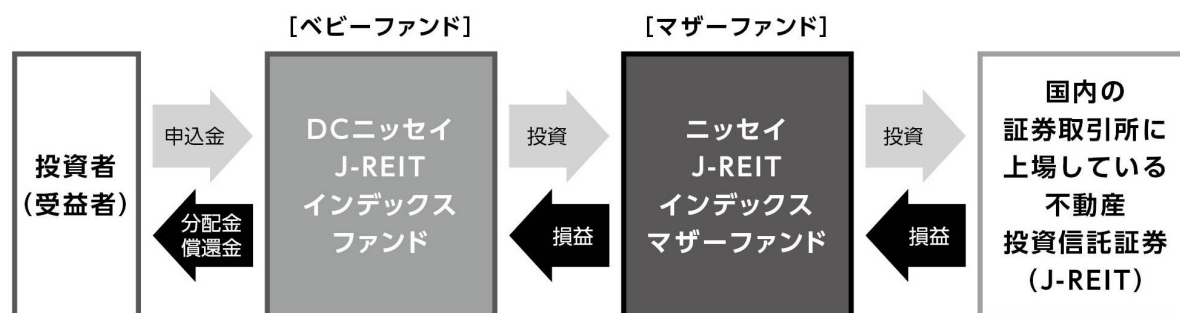 [ベビーファンド]
[マザーファンド]
投資者
(受益者)
申込金
分配金
償還金
DCニッセイ
J-REIT
インデックス
ファンド
投資
損益
ニッセイ
J-REIT
インデックス
マザーファンド
投資
損益
国内の
証券取引所に
上場している
不動産
投資信託証券
(J-REIT)